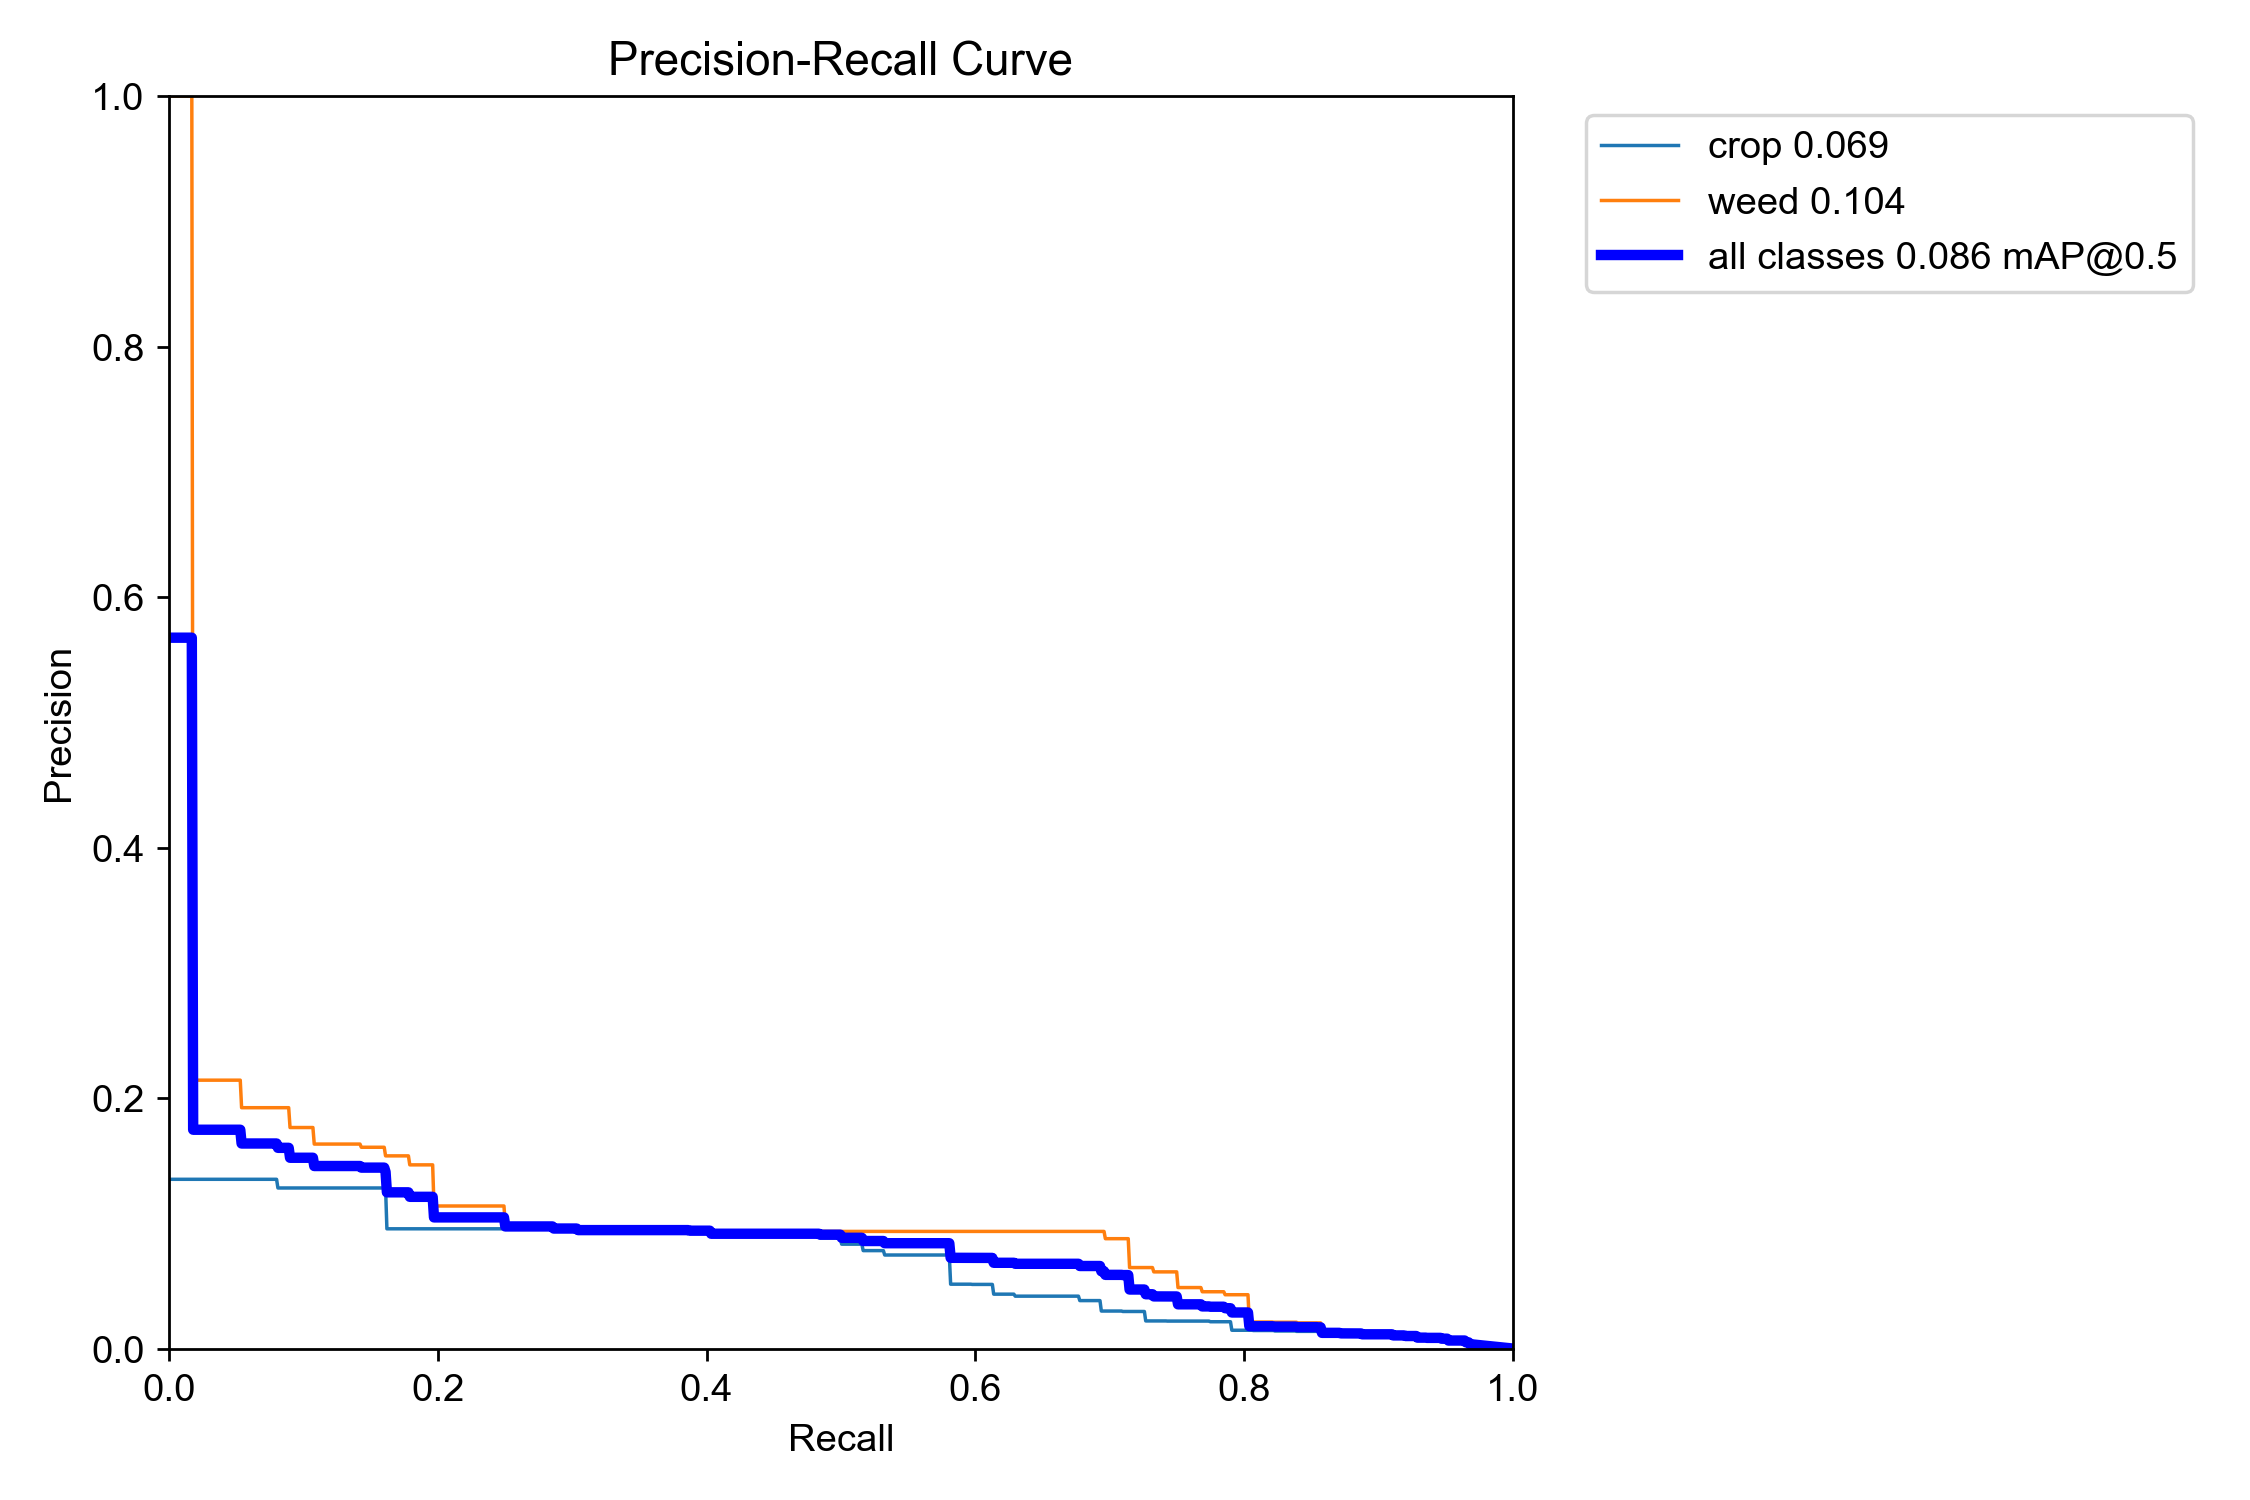 Precision-Recall Curve
1.0
0.8
0.6
0.4
0.2
0.0
Precision
0.0 0.2 0.4 0.6 0.8 1.0
Recall
crop 0.069
weed 0.104
all classes 0.086 mAP@0.5